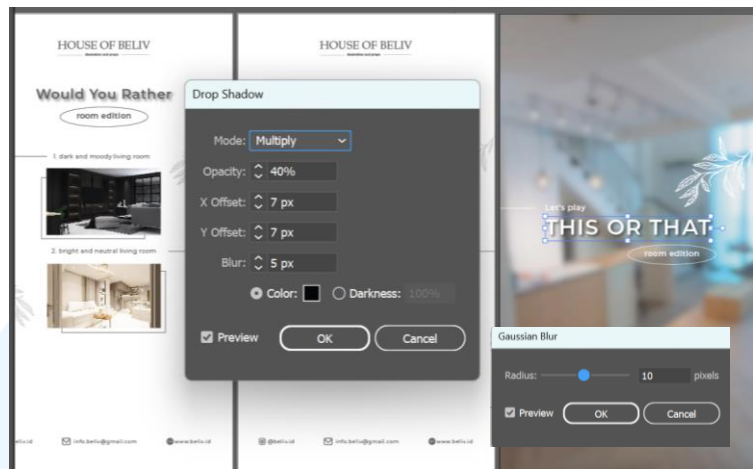 HOUSE OF BELIV
Would You Rather
room edition
1. dark and moody living room
2. bright and neutral living room
eliv.id
info.beliv@gmail.com
www.beliv.id
HOUSE OF BELIV
@beliv.id
info.beliv@gmail.com
www.beliv.id
Drop Shadow
Mode: Multiply
Opacity: 40%
X Offset: 7 px
Y Offset: 7 px
Blur: 5 px
Color: Darkness: 100%
Preview OK Cancel
Let's play
THIS OR THAT
room edition
Gaussian Blur
Radius: 10 pixels
Preview OK Cancel